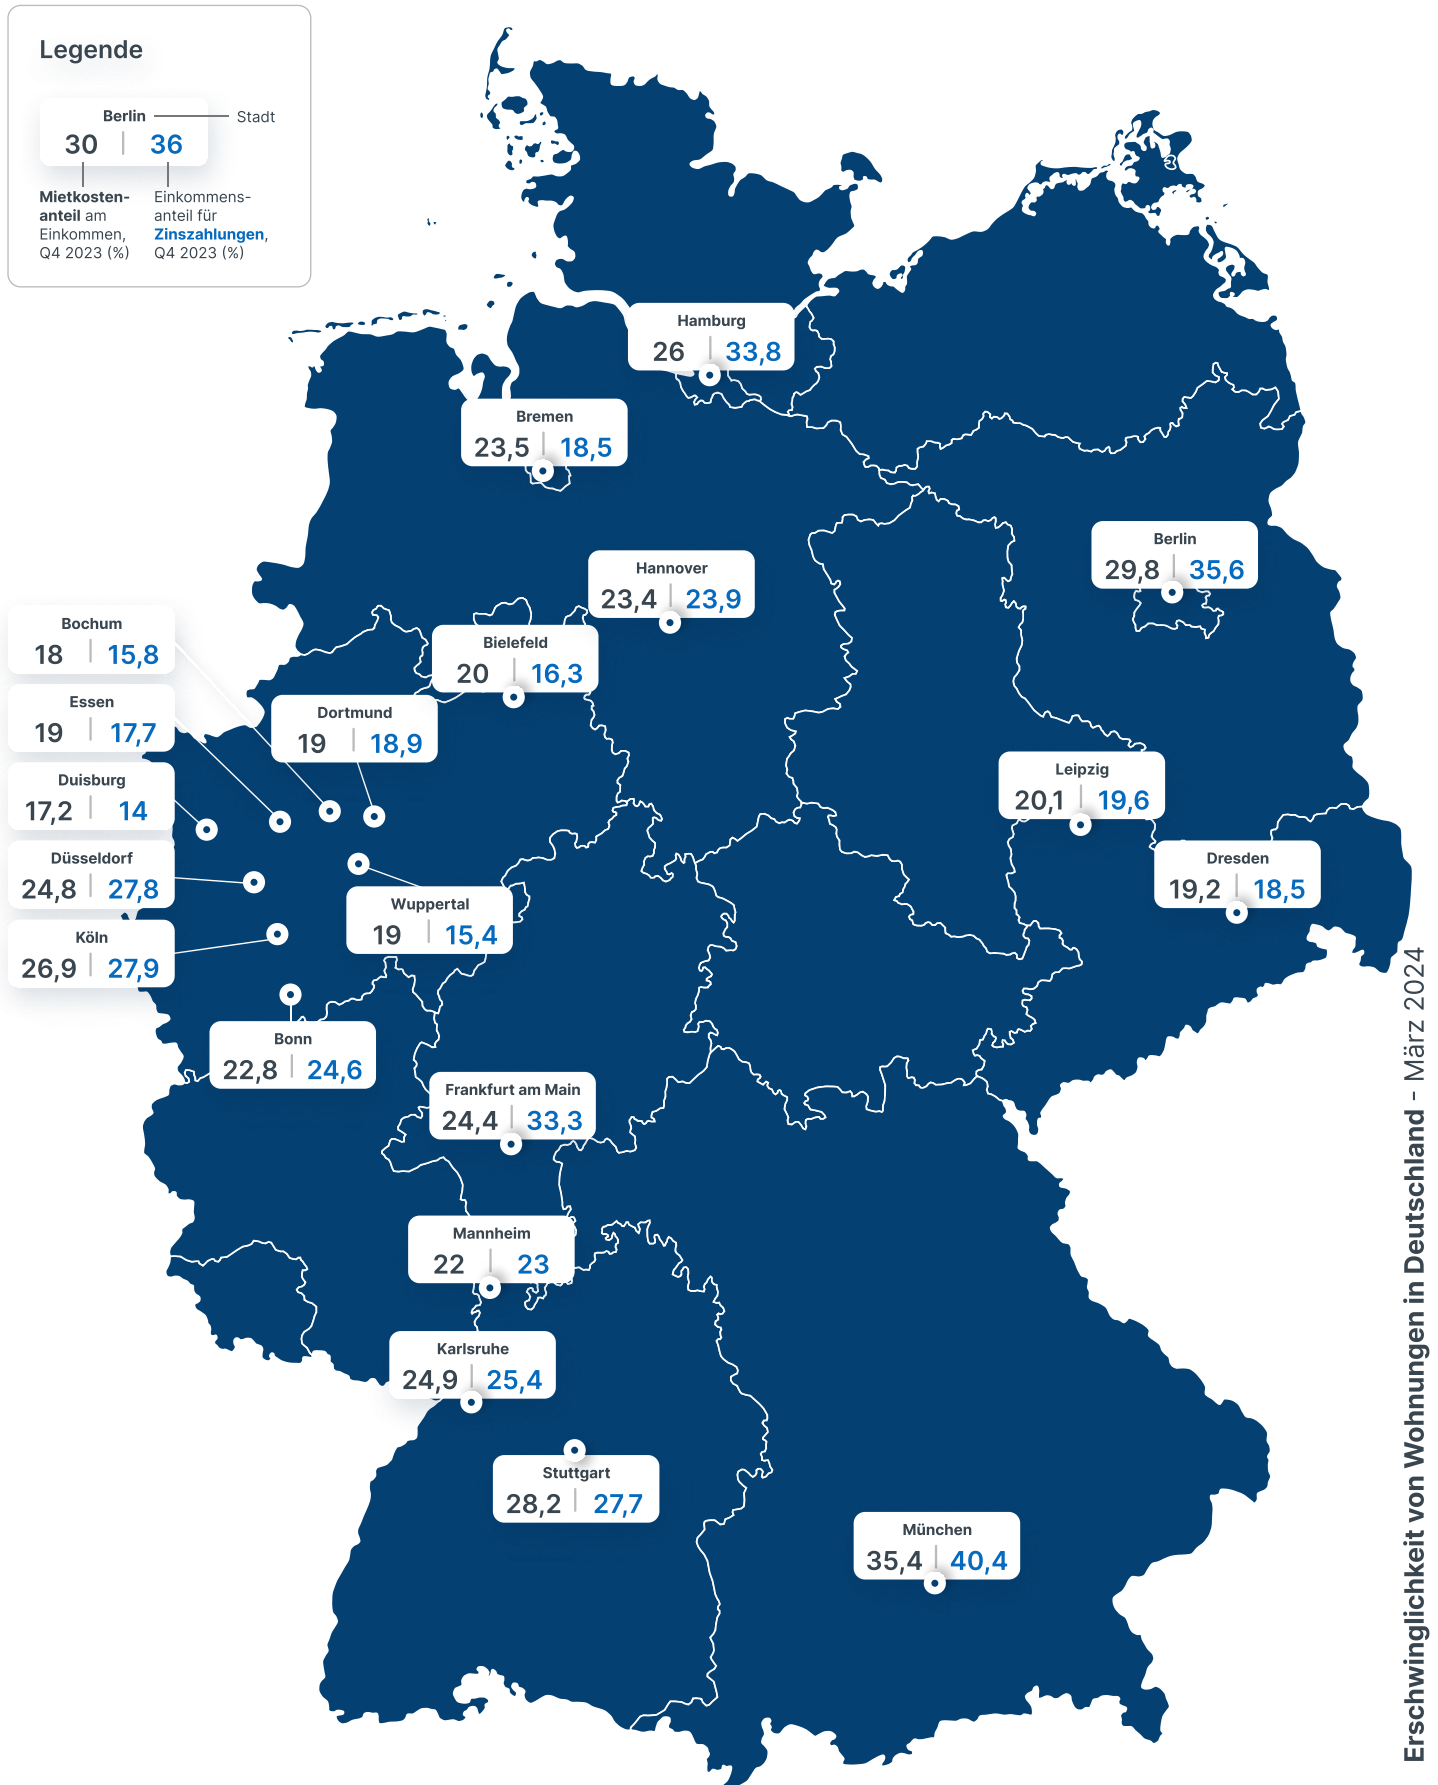 Legende
Berlin
Stadt
30 | 36
Mietkosten-
anteil am
Einkommen,
Q4 2023 (%)
Einkommens-
anteil für
Zinszahlungen,
Q4 2023 (%)
Hamburg
26 | 33,8
Bremen
23,5 | 18,5
Berlin
29,8 | 35,6
Hannover
23,4 | 23,9
Bochum
18 | 15,8
Bielefeld
20 | 16,3
Essen
19 | 17,7
Dortmund
19 | 18,9
Duisburg
17,2 | 14
Leipzig
20,1 | 19,6
Düsseldorf
24,8 | 27,8
Dresden
19,2 | 18,5
Wuppertal
19 | 15,4
Köln
26,9 | 27,9
Bonn
22,8 | 24,6
Frankfurt am Main
24,4 | 33,3
Mannheim
22 | 23
Karlsruhe
24,9 | 25,4
Stuttgart
28,2 | 27,7
München
35,4 | 40,4
Erschwinglichkeit von Wohnungen in Deutschland - März 2024